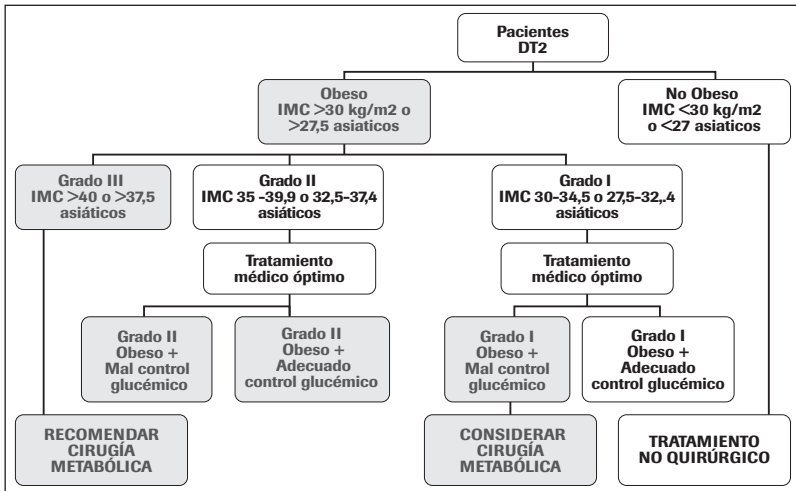 Pacientes
DT2
Obeso
IMC >30 kg/m2 o
>27,5 asiaticos
No Obeso
IMC <30 kg/m2
o <27 asiaticos
Grado III
IMC >40 o >37,5
asiáticos
Grado II
IMC 35 -39,9 o 32,5-37,4
asiáticos
Grado I
IMC 30-34,5 o 27,5-32,.4
asiáticos
Tratamiento
médico óptimo
Tratamiento
médico óptimo
Grado II
Obeso +
Mal control
glucémico
Grado II
Obeso +
Adecuado
control glucémico
Grado I
Obeso +
Mal control
glucémico
Grado I
Obeso +
Adecuado
control glucémico
RECOMENDAR
CIRUGÍA
METABÓLICA
CONSIDERAR
CIRUGÍA
METABÓLICA
TRATAMIENTO
NO QUIRÚRGICO